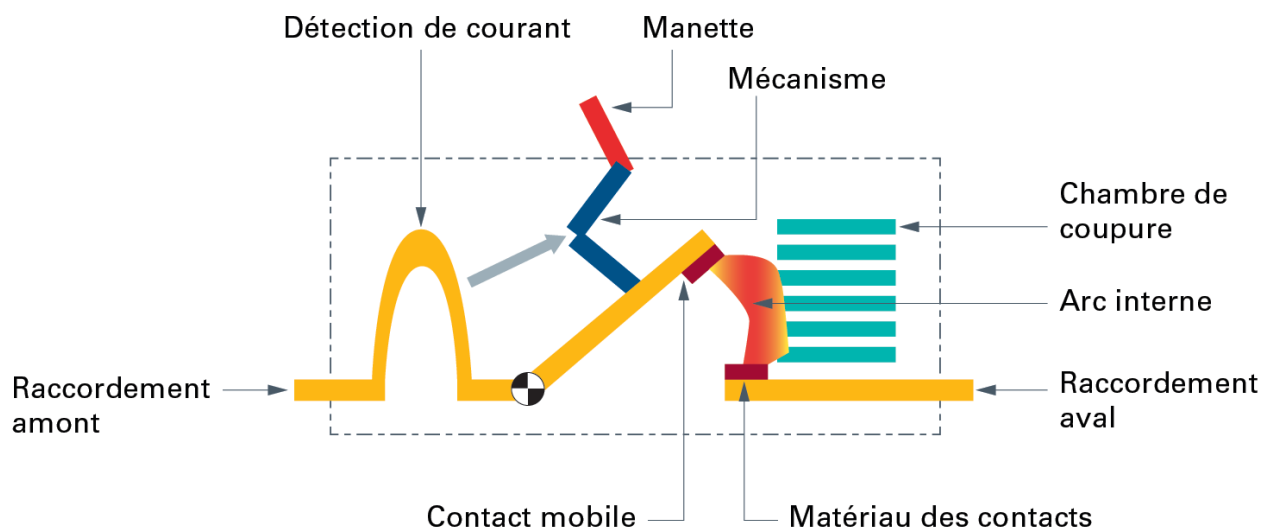 Détection de courant
Manette
Mécanisme
Chambre de
coupure
Arc interne
Raccordement
amont
Raccordement
aval
Contact mobile
Matériau des contacts